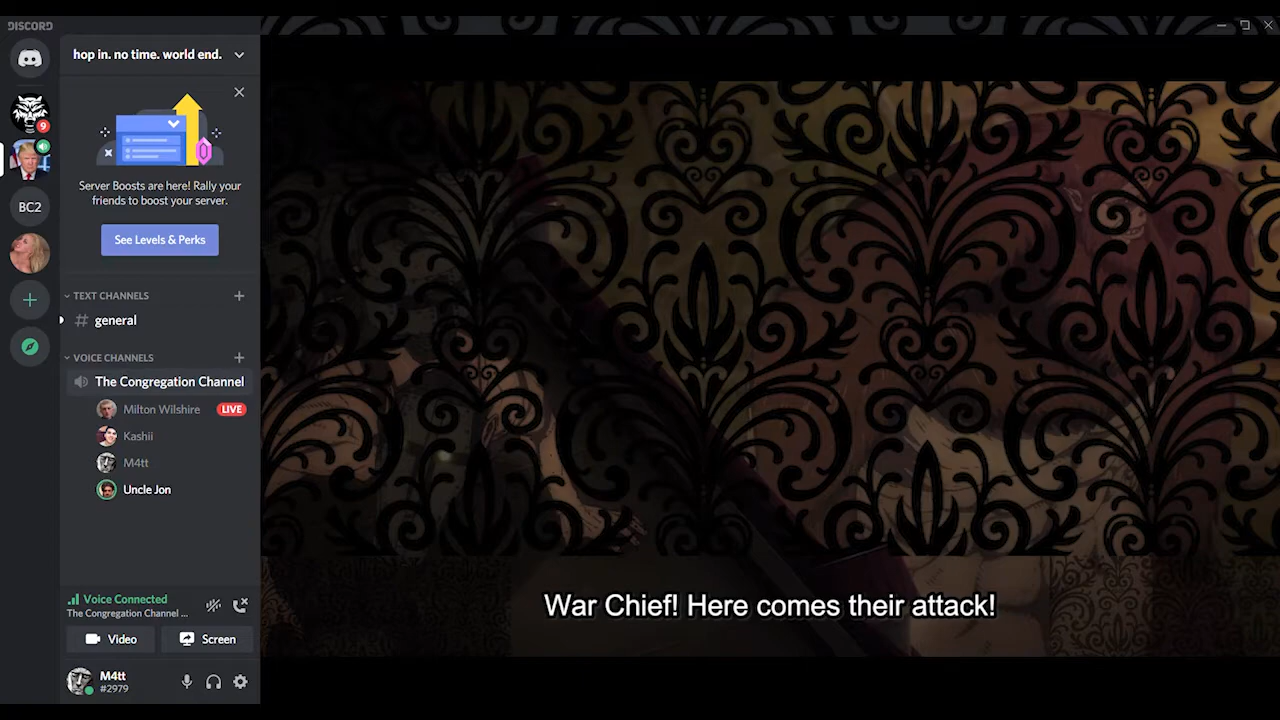 DISCORD
hop in. no time. world end.
9
BC2
Server Boosts are here! Rally your
friends to boost your server.
See Levels & Perks
TEXT CHANNELS
# general
VOICE CHANNELS
The Congregation Channel
Milton Wilshire LIVE
Kashii
M4tt
Uncle Jon
Voice Connected
The Congregation Channel ...
Video Screen
M4tt
#2979
War Chief! Here comes their attack!